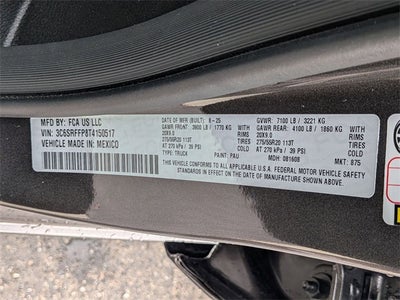 MFD BY: FCA US LLC
VIN: 3C6SRFFP8T4150517
VEHICLE MADE IN: MEXICO
DATE OF MFR (BUILT): 8-25
GAWR FRONT: 3900 LB / 1770 KG
WITH
RIMS
20X9.0
275/55R20 113T
AT 270 kPa / 39 PSI
TYPE: TRUCK
PAINT: PAU
GVWR: 7100 LB / 3221 KG
GAWR REAR: 4100 LB / 1860 KG
WITH
RIMS
20X9.0
275/55R20 113T
AT 270 kPa / 39 PSI
MDH: 081608
MKT: 875
THIS VEHICLE CONFORMS TO ALL APPLICABLE U.S.A. FEDERAL MOTOR VEHICLE SAFETY
STANDARDS IN EFFECT ON THE DATE OF MANUFACTURE SHOWN ABOVE.